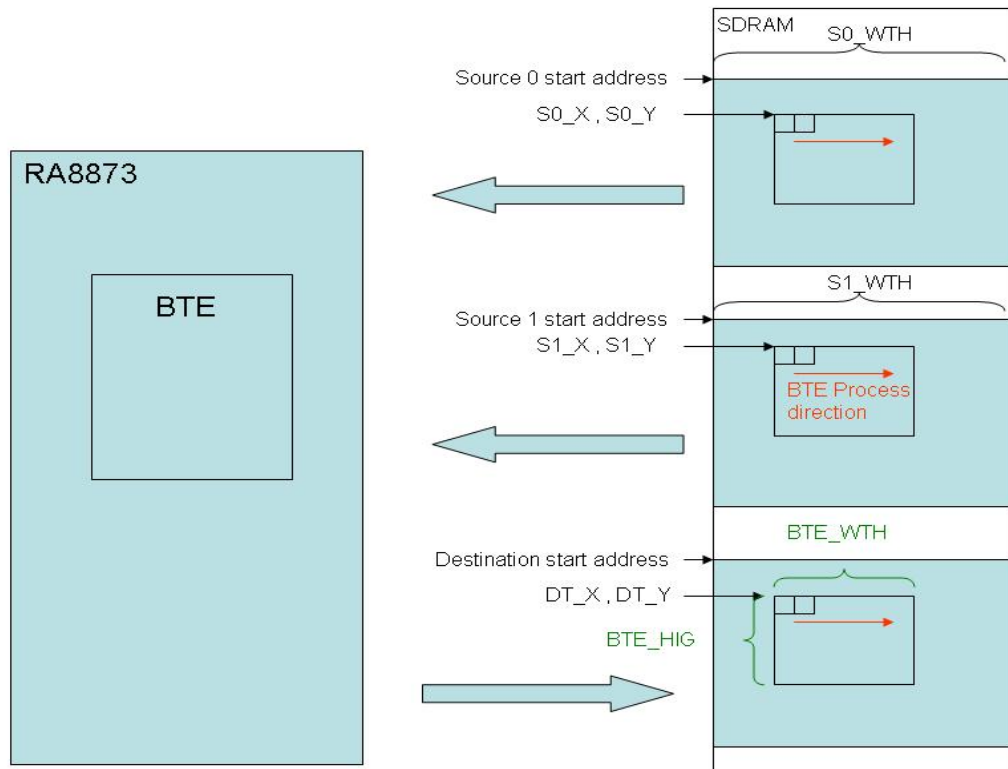 SDRAM
S0_WTH
Source 0 start address
S0_X , S0_Y
RA8873
BTE
S1_WTH
Source 1 start address
S1_X , S1_Y
BTE Process
direction
BTE_WTH
Destination start address
DT_X , DT_Y
BTE_HIG